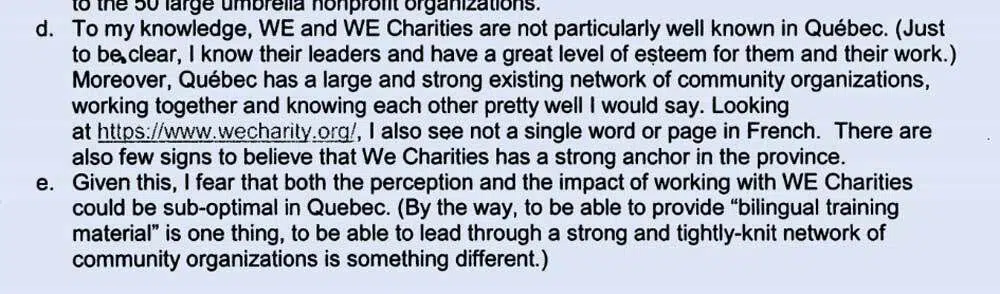 to the 50 large umbrella nonprofit organizations.
d. To my knowledge, WE and WE Charities are not particularly well known in Québec. (Just
to be clear, I know their leaders and have a great level of esteem for them and their work.)
Moreover, Québec has a large and strong existing network of community organizations,
working together and knowing each other pretty well I would say. Looking
at https://www.wecharity.org/, I also see not a single word or page in French.  There are
also few signs to believe that We Charities has a strong anchor in the province.
e. Given this, I fear that both the perception and the impact of working with WE Charities
could be sub-optimal in Quebec. (By the way, to be able to provide “bilingual training
material” is one thing, to be able to lead through a strong and tightly-knit network of
community organizations is something different.)